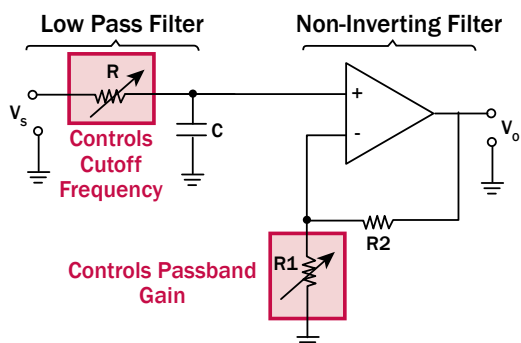 Low Pass Filter
Non-Inverting Filter
R
+
Vs
C
-
Vo
Controls
Cutoff
Frequency
R2
R1
Controls Passband
Gain